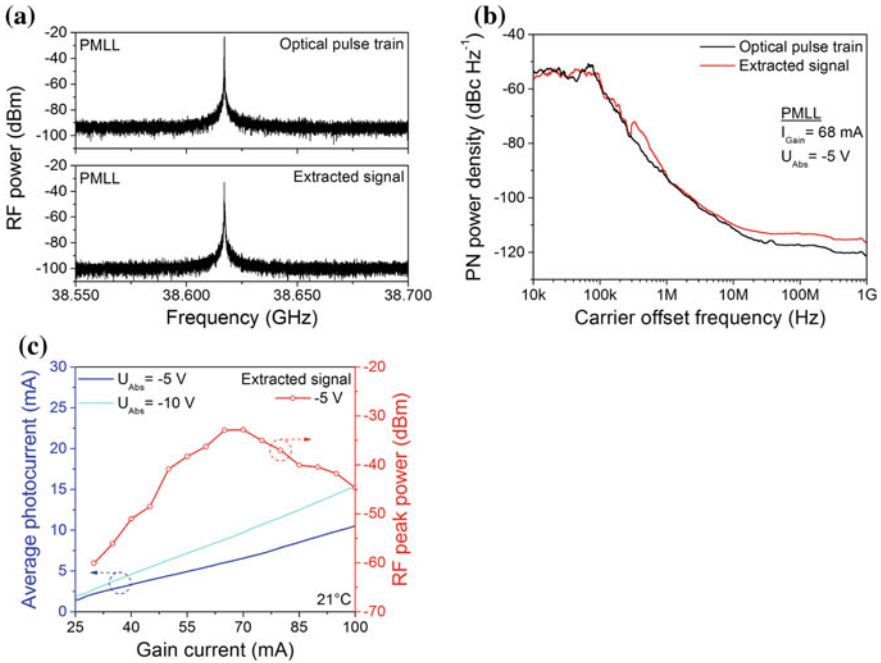 (a)
-20
-40
-60
-80
-100
PMLL
Optical pulse train
-20
-40
-60
-80
-100
PMLL
Extracted signal
RF power (dBm)
38.550 38.600 38.650 38.700
Frequency (GHz)
(b)
-40
-60
-80
-100
-120
PN power density (dBc Hz⁻¹)
Optical pulse train
Extracted signal
PMLL
I_Gain = 68 mA
U_Abs = -5 V
10k 100k 1M 10M 100M 1G
Carrier offset frequency (Hz)
(c)
30
25
20
15
10
5
0
Average photocurrent (mA)
U_Abs = -5 V
U_Abs = -10 V
Extracted signal
-5 V
21°C
-20
-30
-40
-50
-60
-70
RF peak power (dBm)
25 40 55 70 85 100
Gain current (mA)